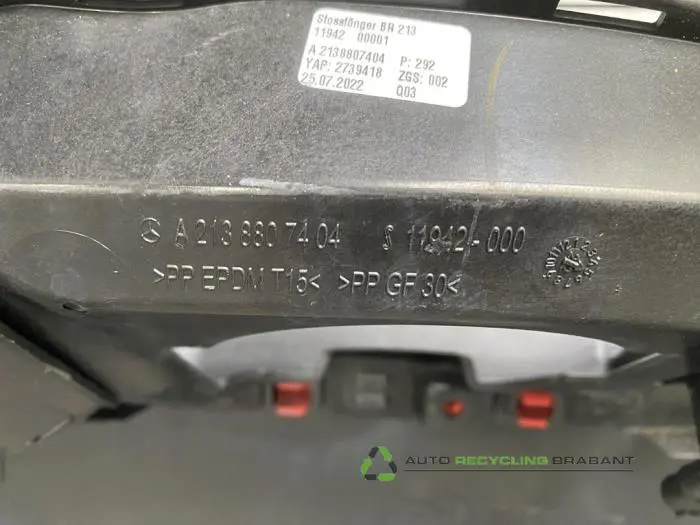 Stossfänger BR 213
11942 00001
A 2138807404 P: 292
YAP: 2739418 ZGS: 002
25.07.2022 Q03
A 213 880 74 04 S 11942-000
>PP EPDM T15< >PP GF 30<
AUTO RECYCLING BRABANT